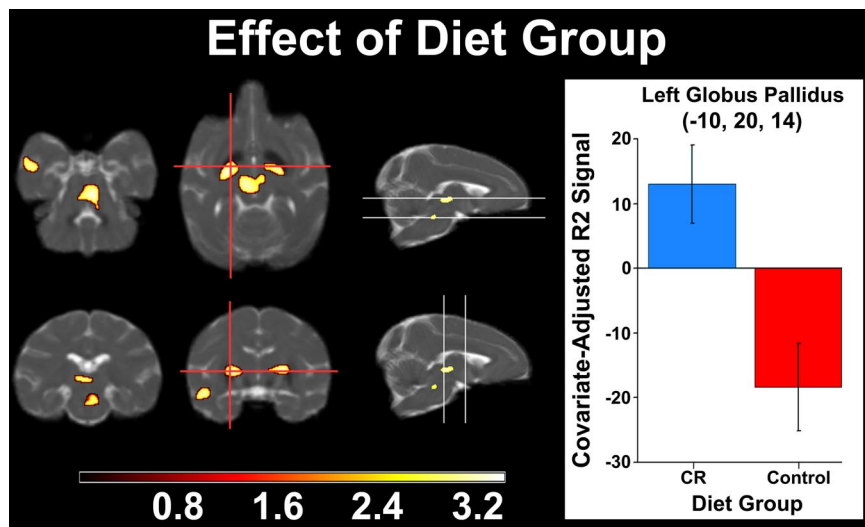 Effect of Diet Group
Left Globus Pallidus
(-10, 20, 14)
Covariate-Adjusted R2 Signal
20
10
0
-10
-20
-30
CR Control
Diet Group
0.8 1.6 2.4 3.2